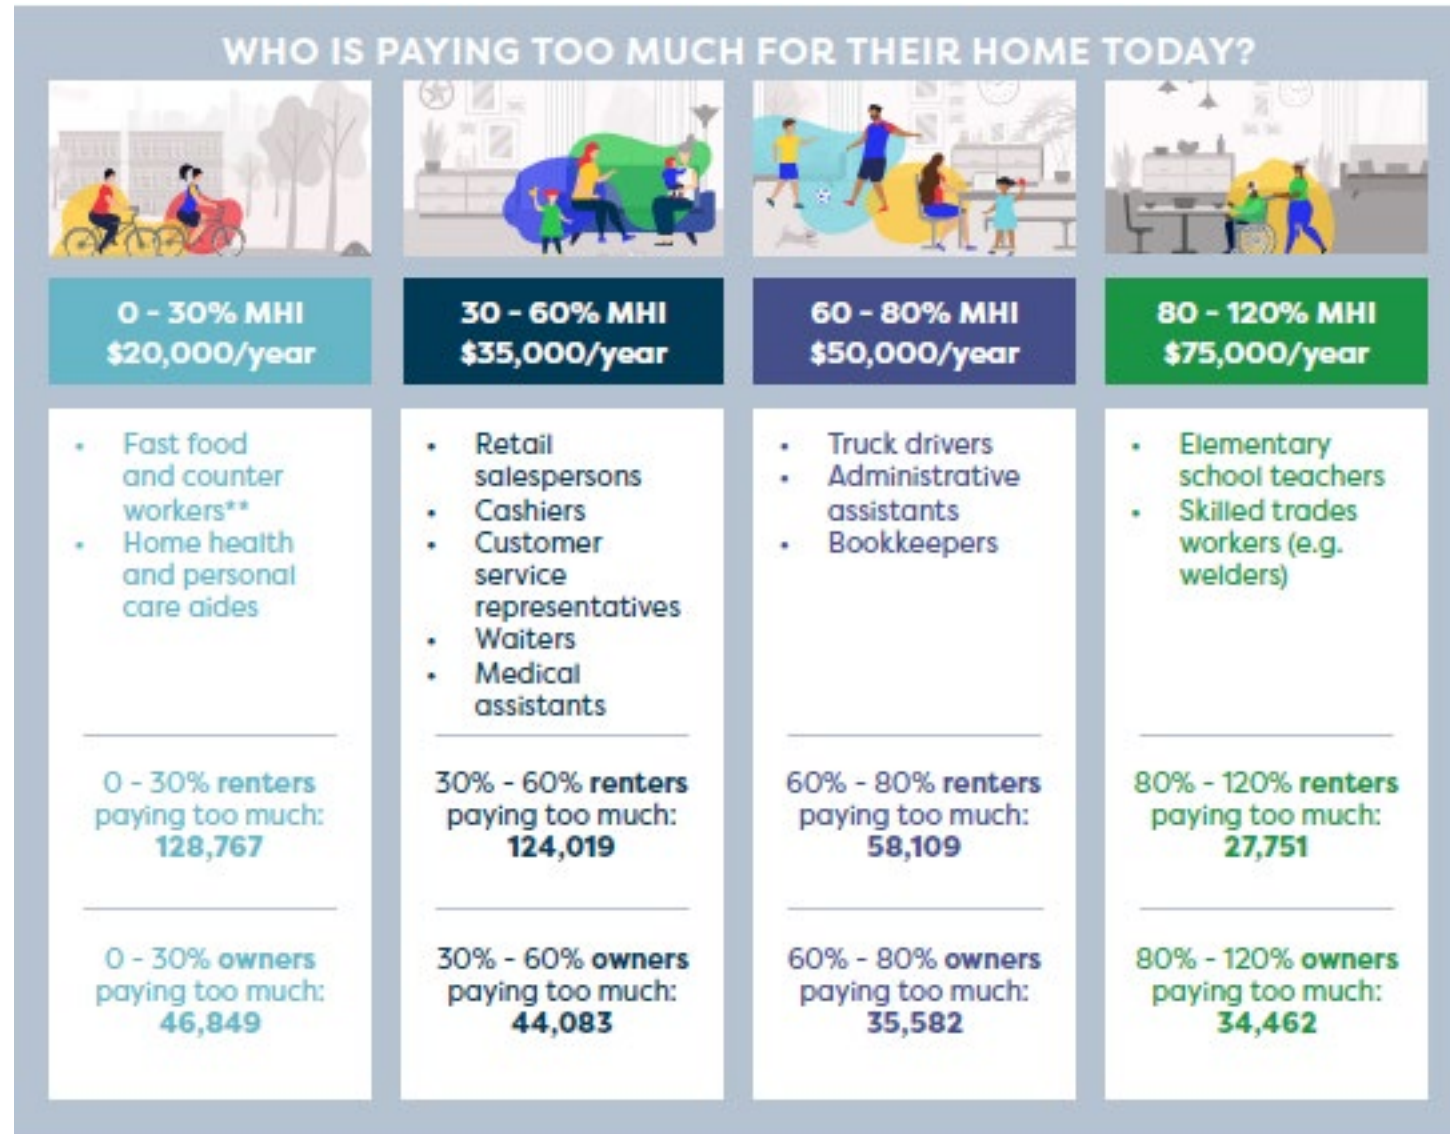 WHO IS PAYING TOO MUCH FOR THEIR HOME TODAY?
0 - 30% MHI
$20,000/year
• Fast food
and counter
workers**
• Home health
and personal
care aides
0 - 30% renters
paying too much:
128,767
0 - 30% owners
paying too much:
46,849
30 - 60% MHI
$35,000/year
• Retail
salespersons
• Cashiers
• Customer
service
representatives
• Waiters
• Medical
assistants
30% - 60% renters
paying too much:
124,019
30% - 60% owners
paying too much:
44,083
60 - 80% MHI
$50,000/year
• Truck drivers
• Administrative
assistants
• Bookkeepers
60% - 80% renters
paying too much:
58,109
60% - 80% owners
paying too much:
35,582
80 - 120% MHI
$75,000/year
• Elementary
school teachers
• Skilled trades
workers (e.g.
welders)
80% - 120% renters
paying too much:
27,751
80% - 120% owners
paying too much:
34,462